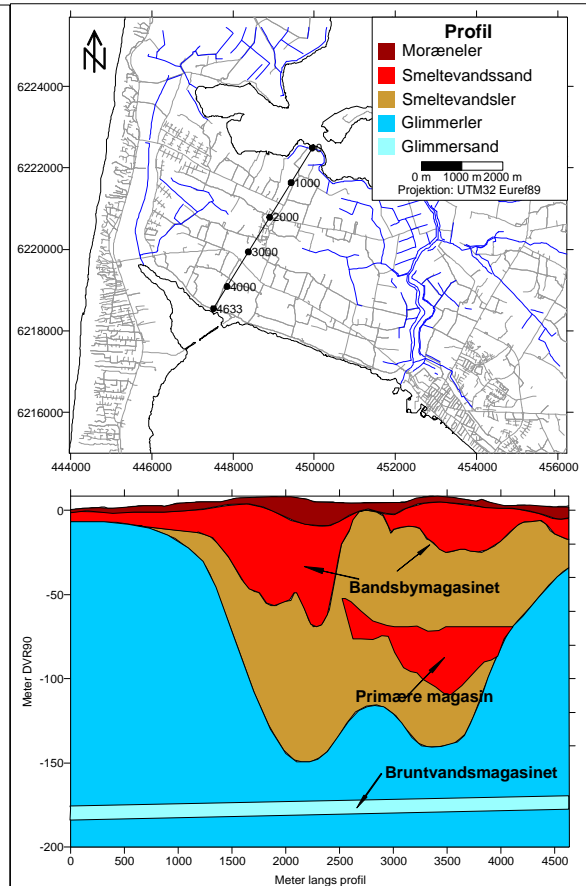 Profil
Moræneler
Smeltevandssand
Smeltevandsler
Glimmerler
Glimmersand
0 m 1000 m 2000 m
Projektion: UTM32 Euref89
N
6224000
6222000
6220000
6218000
6216000
0
1000
2000
3000
4000
4633
444000 446000 448000 450000 452000 454000 456000
Meter DVR90
0
-50
-100
-150
-200
Bandsbymagasinet
Primære magasin
Bruntvandsmagasinet
0 500 1000 1500 2000 2500 3000 3500 4000 4500
Meter langs profil